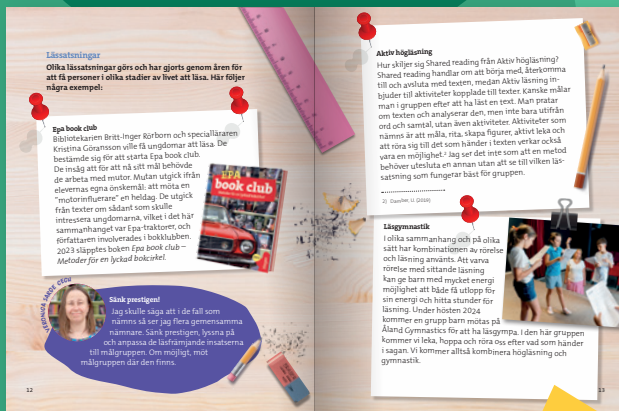 Lässatsningar
Olika lässatsningar görs och har gjorts genom åren för
att få personer i olika stadier av livet att läsa. Här följer
några exempel:
Epa book club
Bibliotekarien Britt-Inger Rörborn och specialläraren
Kristina Göransson ville få ungdomar att läsa. De
bestämde sig för att starta Epa book club.
De insåg att för att nå sitt mål behövde
de arbeta med mutor. Mutan utgick ifrån
elevernas egna önskemål: att möta en
"motorinfluerare" en heldag. De utgick
från texter om sådant som skulle
intressera ungdomarna, vilket i det här
sammanhanget var Epa-traktorer, och
författaren involverades i bokklubben.
2023 släpptes boken Epa book club –
Metoder för en lyckad bokcirkel.
EPA
book club
VERONICA SANDE CECH
Sänk prestigen!
Jag skulle säga att i de fall som
nämns så ser jag flera gemensamma
nämnare. Sänk prestigen, lyssna på
och anpassa de läsfrämjande insatserna
till målgruppen. Om möjligt, möt
målgruppen där den finns.
12
Aktiv högläsning
Hur skiljer sig Shared reading från Aktiv högläsning?
Shared reading handlar om att börja med, återkomma
till och avsluta med texten, medan Aktiv läsning in-
bjuder till aktiviteter kopplade till texter. Kanske målar
man i gruppen efter att ha läst en text. Man pratar
om texten och analyserar den, men inte bara utifrån
ord och samtal, utan även aktiviteter. Aktiviteter som
nämns är att måla, rita, skapa figurer, aktivt leka och
att röra sig till det som händer i texten verkar också
vara en möjlighet.² Jag ser det inte som att en metod
behöver utesluta en annan utan att se till vilken läs-
satsning som fungerar bäst för gruppen.
2) (2019)
Läsgymnastik
I olika sammanhang och på olika
sätt har kombinationen av rörelse
och läsning använts. Att varva
rörelse med sittande läsning
kan ge barn med mycket energi
möjlighet att både få utlopp för
sin energi och hitta stunder för
läsning. Under hösten 2024
kommer en grupp barn mötas på
Åland Gymnastics för att ha läsgympa. I den här gruppen
kommer vi leka, hoppa och röra oss efter vad som händer
i sagan. Vi kommer alltså kombinera högläsning och
gymnastik.
13